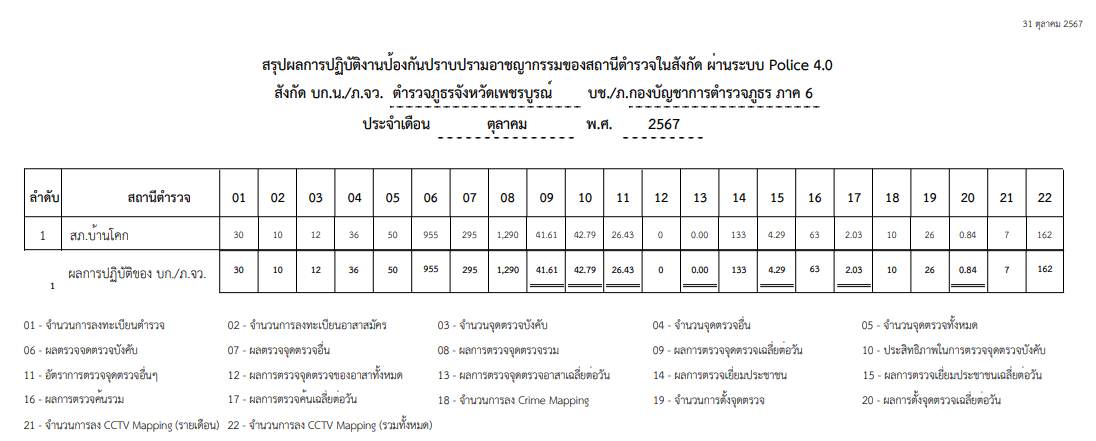 31 ตุลาคม 2567
สรุปผลการปฏิบัติงานป้องกันปราบปรามอาชญากรรมของสถานีตำรวจในสังกัด ผ่านระบบ Police 4.0
สังกัด บก.น./ภ.จว. ตำรวจภูธรจังหวัดเพชรบูรณ์ บช./ภ.กองบัญชาการตำรวจภูธร ภาค 6
ประจำเดือน ตุลาคม พ.ศ. 2567
ลำดับ สถานีตำรวจ 01 02 03 04 05 06 07 08 09 10 11 12 13 14 15 16 17 18 19 20 21 22
1 สภ.บ้านโคก 30 10 12 36 50 955 295 1,290 41.61 42.79 26.43 0 0.00 133 4.29 63 2.03 10 26 0.84 7 162
1 ผลการปฏิบัติของ บก./ภ.จว. 30 10 12 36 50 955 295 1,290 41.61 42.79 26.43 0 0.00 133 4.29 63 2.03 10 26 0.84 7 162
01 - จำนวนการลงทะเบียนตำรวจ 02 - จำนวนการลงทะเบียนอาสาสมัคร 03 - จำนวนจุดตรวจบังคับ 04 - จำนวนจุดตรวจอื่น 05 - จำนวนจุดตรวจทั้งหมด
06 - ผลตรวจจุดตรวจบังคับ 07 - ผลตรวจจุดตรวจอื่น 08 - ผลการตรวจจุดตรวจรวม 09 - ผลการตรวจจุดตรวจเฉลี่ยต่อวัน 10 - ประสิทธิภาพในการตรวจจุดตรวจบังคับ
11 - อัตราการตรวจจุดตรวจอื่นๆ 12 - ผลการตรวจจุดตรวจของอาสาทั้งหมด 13 - ผลการตรวจจุดตรวจอาสาเฉลี่ยต่อวัน 14 - ผลการตรวจเยี่ยมประชาชน 15 - ผลการตรวจเยี่ยมประชาชนเฉลี่ยต่อวัน
16 - ผลการตรวจค้นรวม 17 - ผลการตรวจค้นเฉลี่ยต่อวัน 18 - จำนวนการลง Crime Mapping 19 - จำนวนการตั้งจุดตรวจ 20 - ผลการตั้งจุดตรวจเฉลี่ยต่อวัน
21 - จำนวนการลง CCTV Mapping (รายเดือน) 22 - จำนวนการลง CCTV Mapping (รวมทั้งหมด)